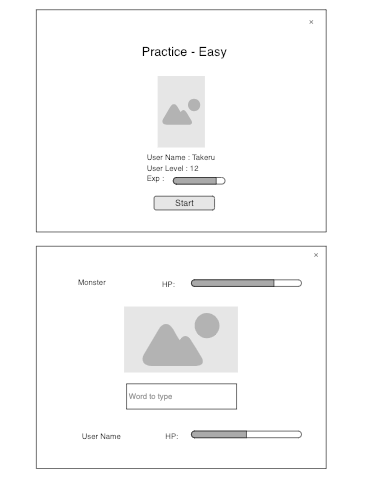 ×
Practice - Easy
User Name : Takeru
User Level : 12
Exp :
Start
×
Monster HP:
Word to type
User Name HP: